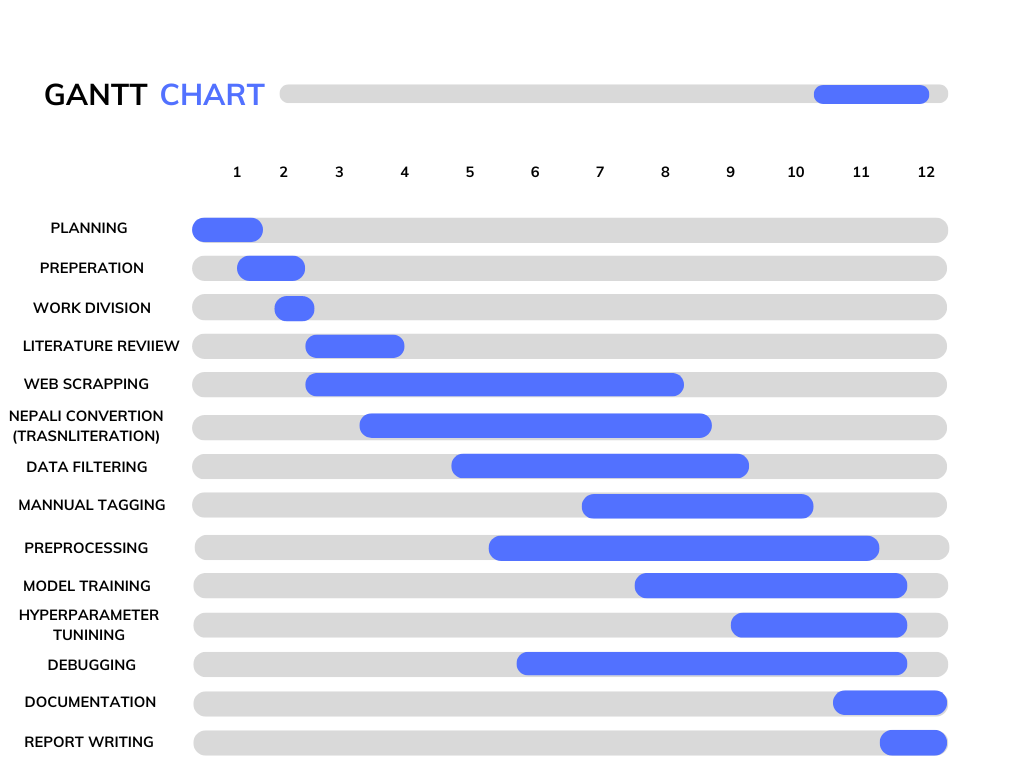 GANTT CHART
1 2 3 4 5 6 7 8 9 10 11 12
PLANNING
PREPERATION
WORK DIVISION
LITERATURE REVIIEW
WEB SCRAPPING
NEPALI CONVERTION
(TRASNLITERATION)
DATA FILTERING
MANNUAL TAGGING
PREPROCESSING
MODEL TRAINING
HYPERPARAMETER
TUNINING
DEBUGGING
DOCUMENTATION
REPORT WRITING